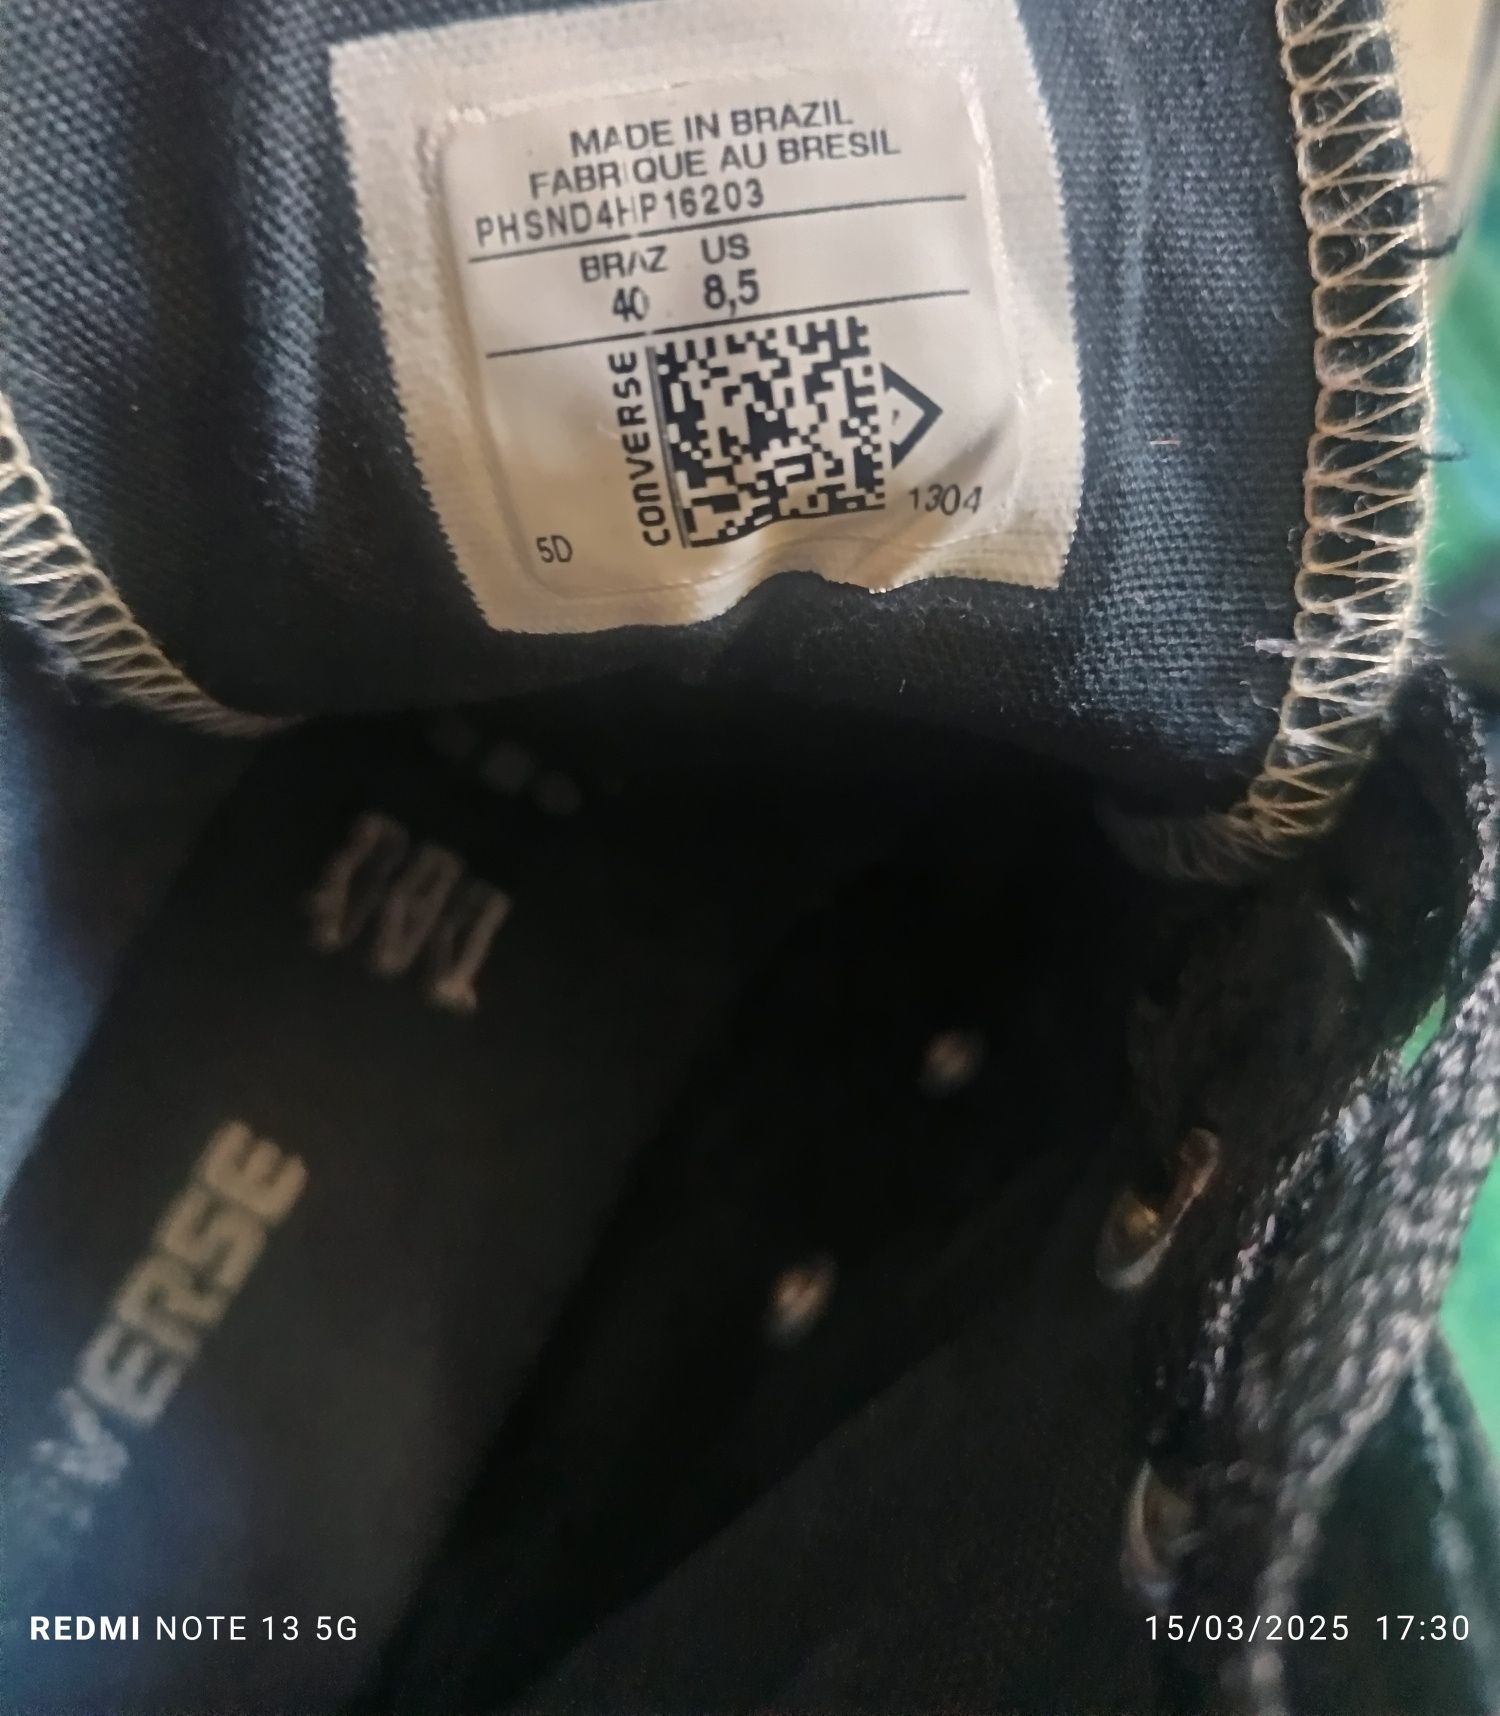 MADE IN BRAZIL
FABRIQUE AU BRESIL
PHSND4HP16203
BRAZ US
40 8,5
CONVERSE
1304
5D
VERSE
REDMI NOTE 13 5G
15/03/2025 17:30